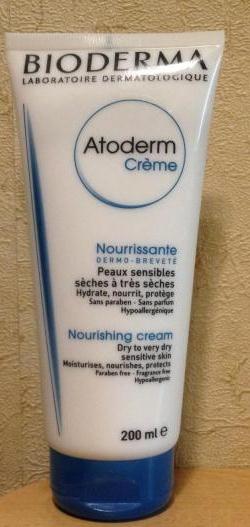 BIODERMA
LABORATOIRE DERMATOLOGIQUE
Atoderm
Crème
Nourrissante
DERMO-BREVETÉ
Peaux sensibles
sèches à très sèches
Hydrate, nourrit, protège
Sans paraben - Sans parfum
Hypoallergénique
Nourishing cream
Dry to very dry
sensitive skin
Moisturises, nourishes, protects
Paraben free - Fragrance free
Hypoallergenic
200 ml ℮